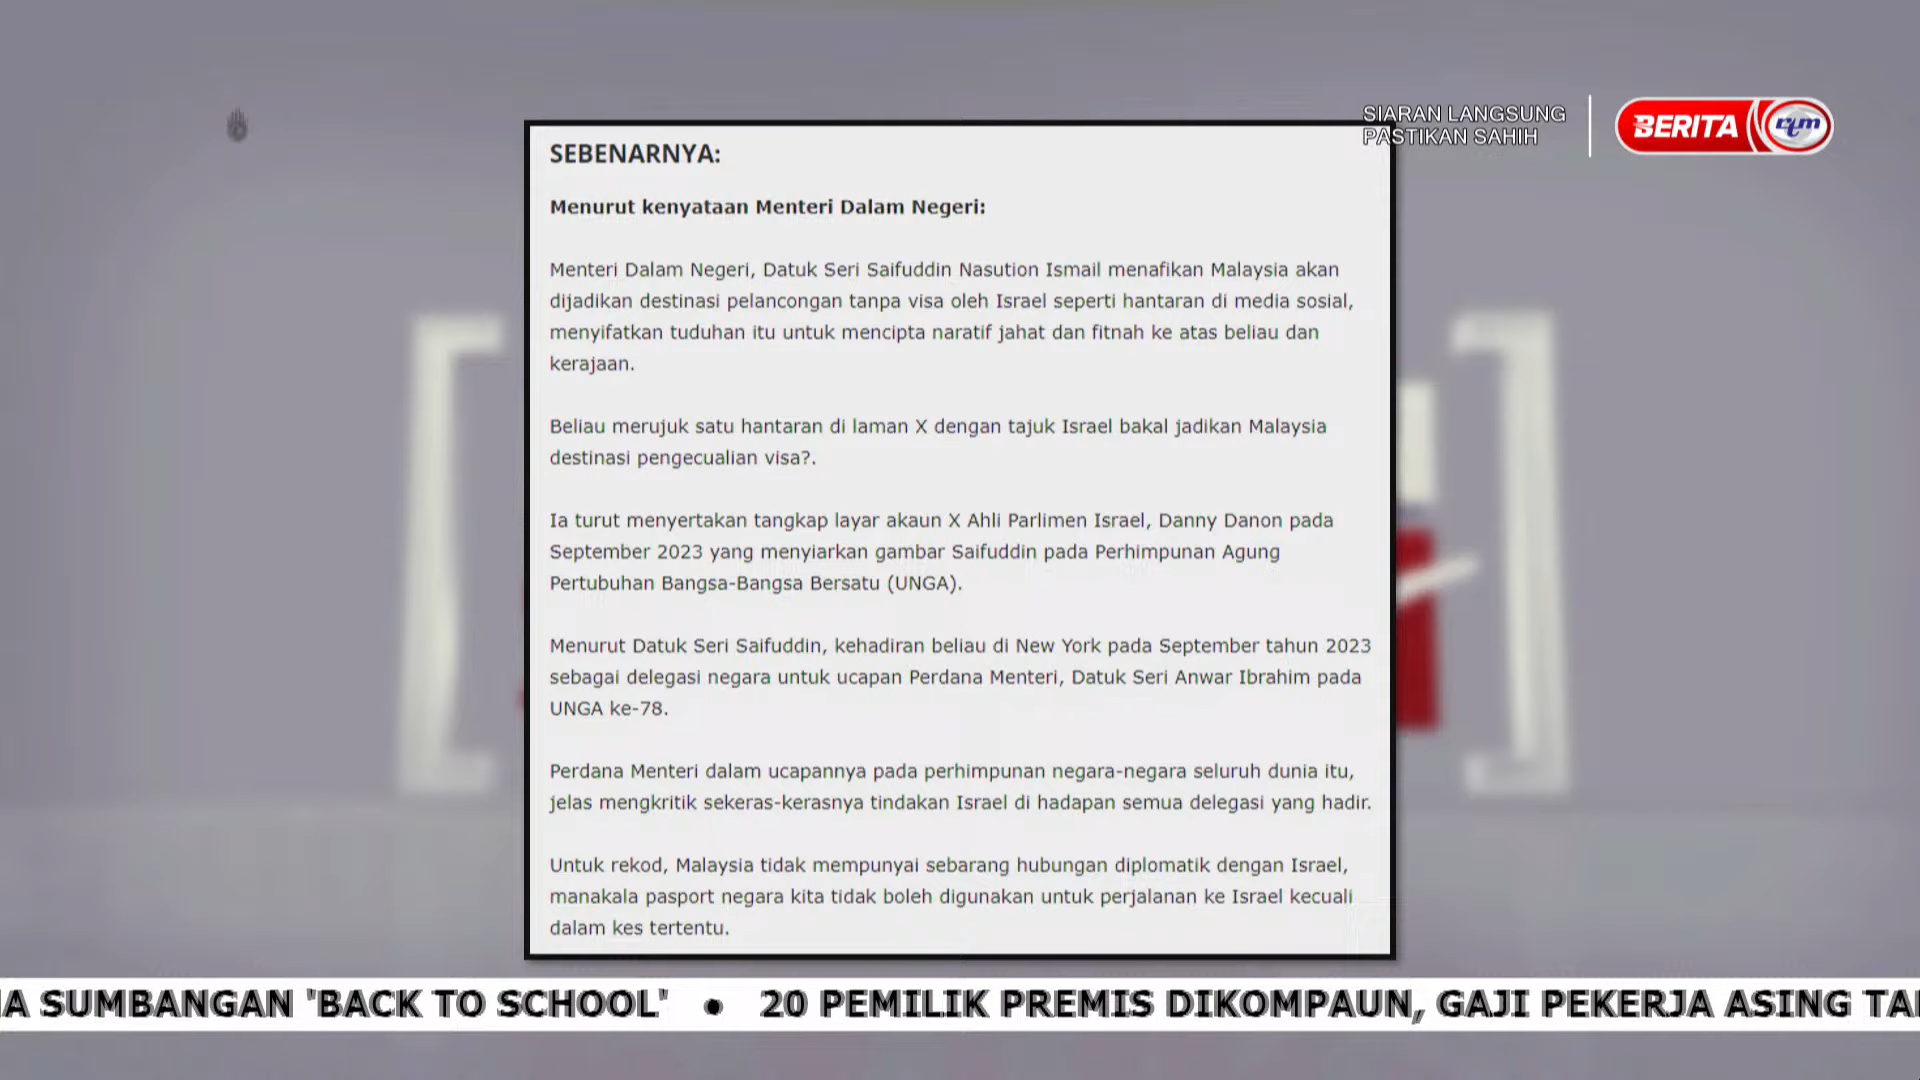 SIARAN LANGSUNG
PASTIKAN SAHIH
BERITA rtm
SEBENARNYA:
Menurut kenyataan Menteri Dalam Negeri:
Menteri Dalam Negeri, Datuk Seri Saifuddin Nasution Ismail menafikan Malaysia akan
dijadikan destinasi pelancongan tanpa visa oleh Israel seperti hantaran di media sosial,
menyifatkan tuduhan itu untuk mencipta naratif jahat dan fitnah ke atas beliau dan
kerajaan.
Beliau merujuk satu hantaran di laman X dengan tajuk Israel bakal jadikan Malaysia
destinasi pengecualian visa?.
Ia turut menyertakan tangkap layar akaun X Ahli Parlimen Israel, Danny Danon pada
September 2023 yang menyiarkan gambar Saifuddin pada Perhimpunan Agung
Pertubuhan Bangsa-Bangsa Bersatu (UNGA).
Menurut Datuk Seri Saifuddin, kehadiran beliau di New York pada September tahun 2023
sebagai delegasi negara untuk ucapan Perdana Menteri, Datuk Seri Anwar Ibrahim pada
UNGA ke-78.
Perdana Menteri dalam ucapannya pada perhimpunan negara-negara seluruh dunia itu,
jelas mengkritik sekeras-kerasnya tindakan Israel di hadapan semua delegasi yang hadir.
Untuk rekod, Malaysia tidak mempunyai sebarang hubungan diplomatik dengan Israel,
manakala pasport negara kita tidak boleh digunakan untuk perjalanan ke Israel kecuali
dalam kes tertentu.
SUMBANGAN 'BACK TO SCHOOL' • 20 PEMILIK PREMIS DIKOMPAUN, GAJI PEKERJA ASING